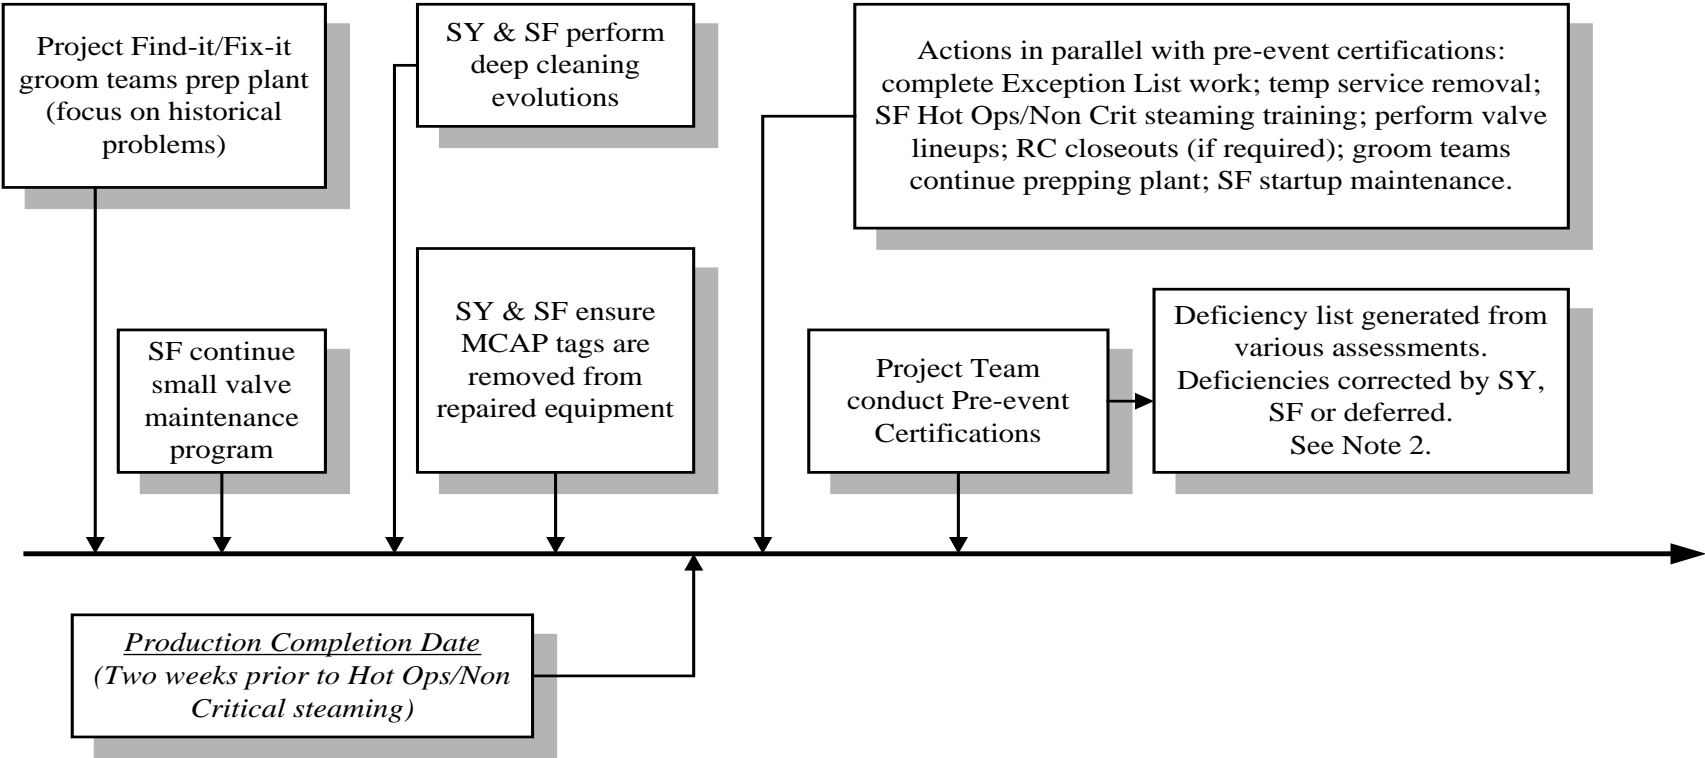 Project Find-it/Fix-it
groom teams prep plant
(focus on historical
problems)
SY & SF perform
deep cleaning
evolutions
Actions in parallel with pre-event certifications:
complete Exception List work; temp service removal;
SF Hot Ops/Non Crit steaming training; perform valve
lineups; RC closeouts (if required); groom teams
continue prepping plant; SF startup maintenance.
SF continue
small valve
maintenance
program
SY & SF ensure
MCAP tags are
removed from
repaired equipment
Project Team
conduct Pre-event
Certifications
Deficiency list generated from
various assessments.
Deficiencies corrected by SY,
SF or deferred.
See Note 2.
Production Completion Date
(Two weeks prior to Hot Ops/Non
Critical steaming)